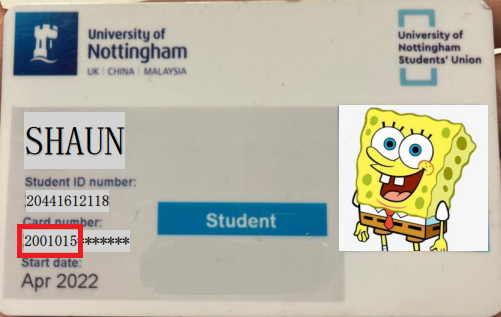 University of
Nottingham
UK | CHINA | MALAYSIA
University of
Nottingham
Students' Union
SHAUN
Student ID number:
20441612118
Card number:
2001015*******
Student
Start date:
Apr 2022